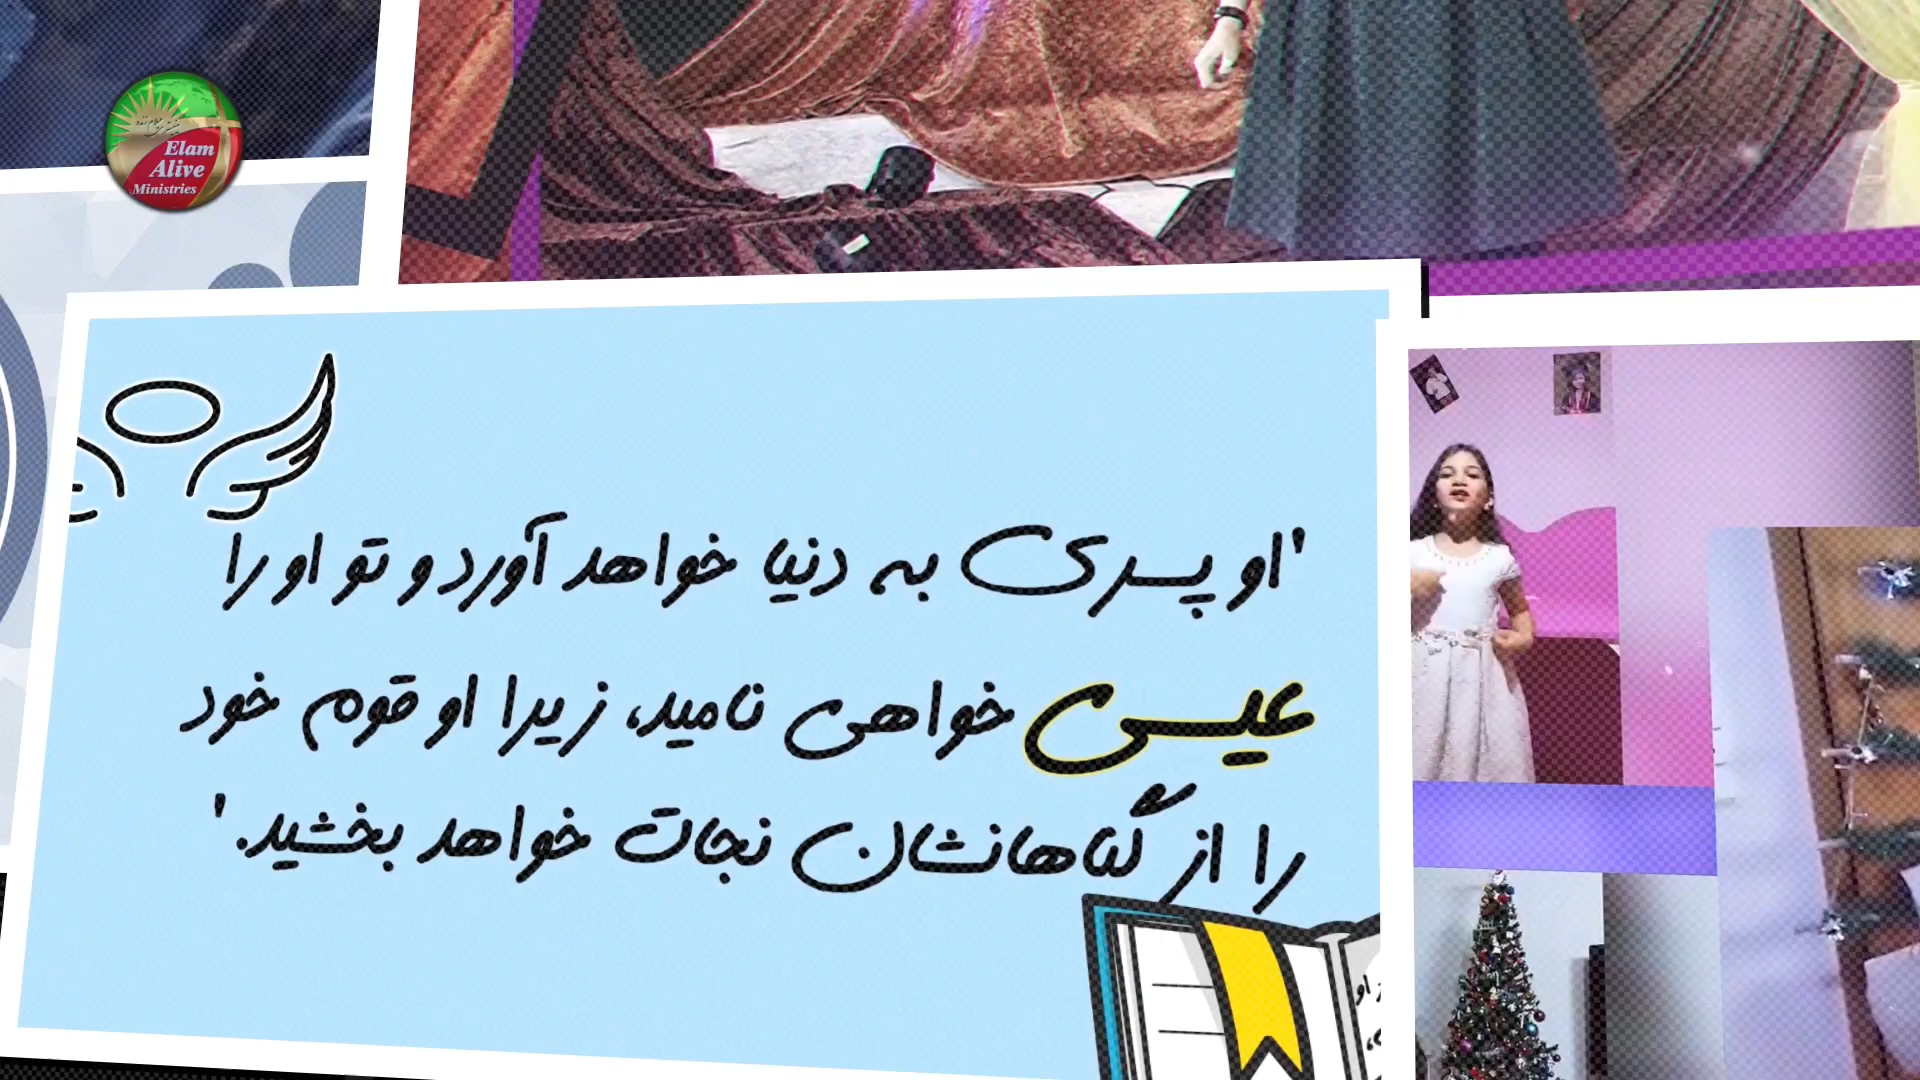 Elam
Alive
Ministries
'او پسری به دنیا خواهد آورد و تو او را
عیسی خواهی نامید، زیرا او قوم خود
را از گناهانشان نجات خواهد بخشید.'